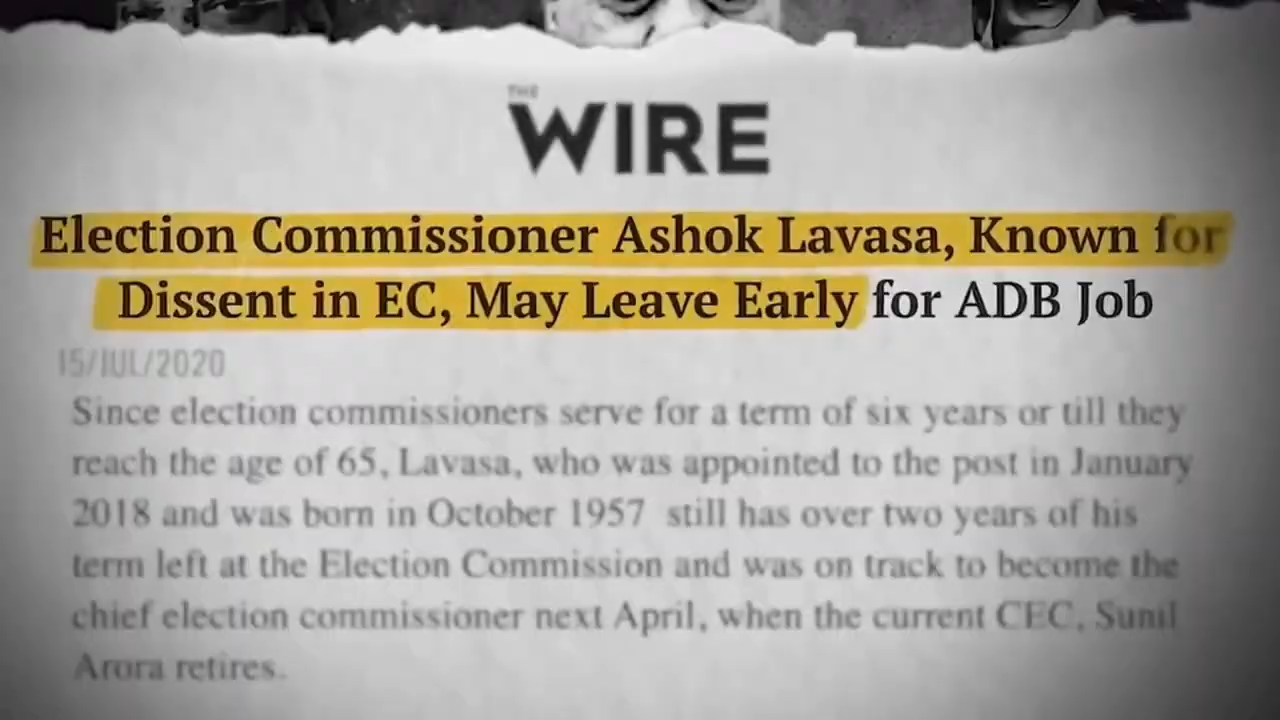 THE
WIRE
Election Commissioner Ashok Lavasa, Known for
Dissent in EC, May Leave Early for ADB Job
15/JUL/2020
Since election commissioners serve for a term of six years or till they
reach the age of 65, Lavasa, who was appointed to the post in January
2018 and was born in October 1957 still has over two years of his
term left at the Election Commission and was on track to become the
chief election commissioner next April, when the current CEC, Sunil
Arora retires.